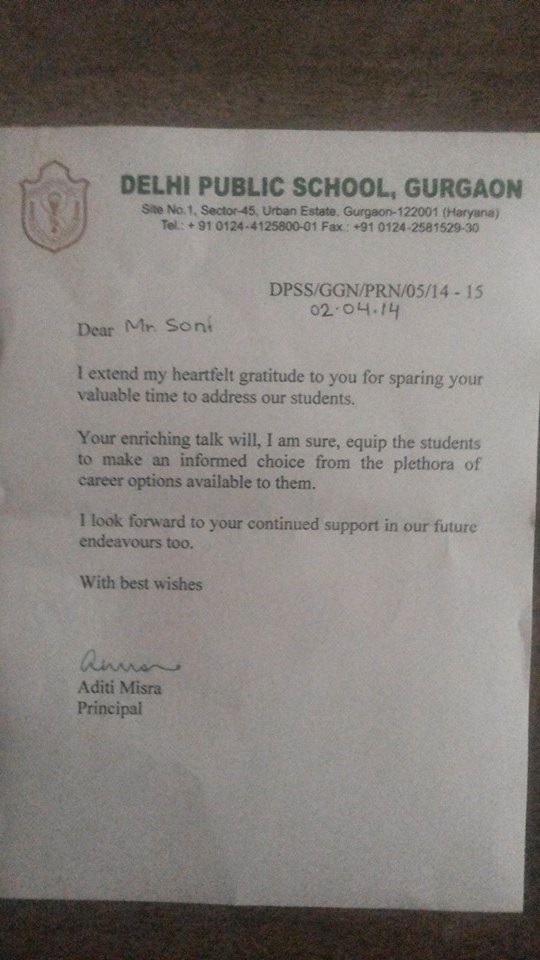 DELHI PUBLIC SCHOOL, GURGAON
Site No.1, Sector-45, Urban Estate, Gurgaon-122001 (Haryana)
Tel.: + 91 0124-4125800-01 Fax : +91 0124-2581529-30
DPSS/GGN/PRN/05/14 - 15
02.04.14
Dear Mr. Soni
I extend my heartfelt gratitude to you for sparing your
valuable time to address our students.
Your enriching talk will, I am sure, equip the students
to make an informed choice from the plethora of
career options available to them.
I look forward to your continued support in our future
endeavours too.
With best wishes
Aditi Misra
Principal